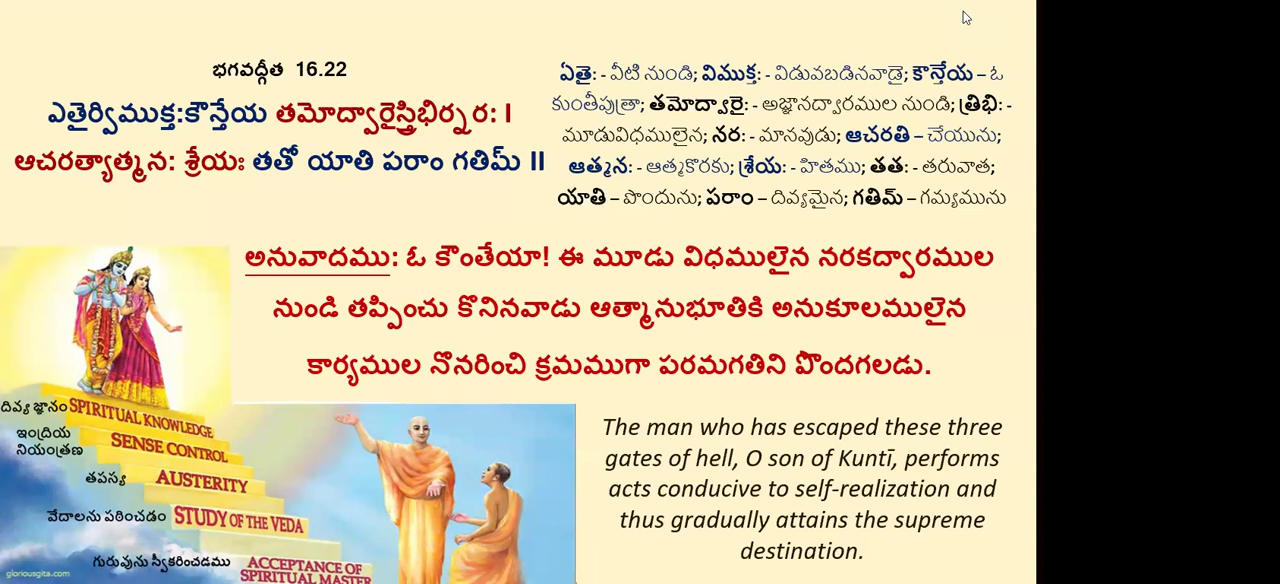 భగవద్గీత 16.22
ఎతైర్విముక్త:కౌన్తేయ తమోద్వారైస్త్రిభిర్నర: I
ఆచరత్యాత్మన: శ్రేయః తతో యాతి పరాం గతిమ్ II
ఏతై: - వీటి నుండి; విముక్త: - విడువబడినవాడై; కౌన్తేయ – ఓ
కుంతీపుత్రా; తమోద్వారై: - అజ్ఞానద్వారముల నుండి; త్రిభి: -
మూడువిధములైన; నర: - మానవుడు; ఆచరతి – చేయును;
ఆత్మన: - ఆత్మకొరకు; శ్రేయ: - హితము; తత: - తరువాత;
యాతి – పొందును; పరాం – దివ్యమైన; గతిమ్ – గమ్యమును
అనువాదము: ఓ కౌంతేయా! ఈ మూడు విధములైన నరకద్వారముల
నుండి తప్పించు కొనినవాడు ఆత్మానుభూతికి అనుకూలములైన
కార్యముల నొనరించి క్రమముగా పరమగతిని పొందగలడు.
దివ్య జ్ఞానం SPIRITUAL KNOWLEDGE
ఇంద్రియ
నియంత్రణ
SENSE CONTROL
తపస్య AUSTERITY
వేదాలను పఠించడం STUDY OF THE VEDA
గురువును స్వీకరించడము ACCEPTANCE OF
SPIRITUAL MASTER
gloriousgita.com
The man who has escaped these three
gates of hell, O son of Kuntī, performs
acts conducive to self-realization and
thus gradually attains the supreme
destination.